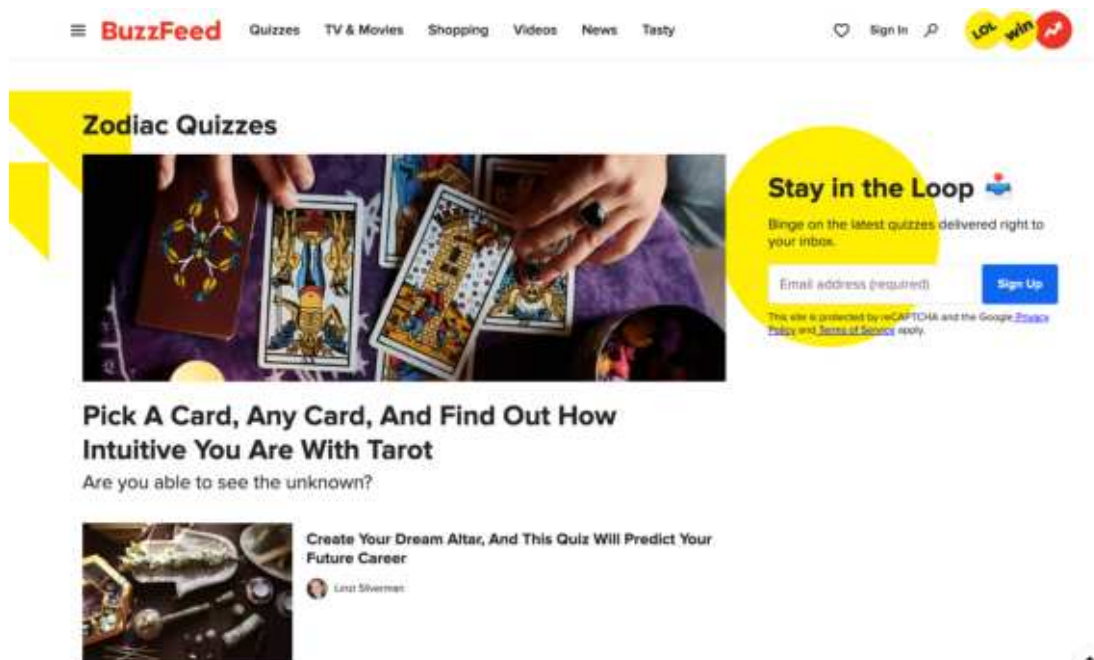 BuzzFeed Quizzes TV & Movies Shopping Videos News Tasty Sign In LOL win
Zodiac Quizzes
Stay in the Loop
Binge on the latest quizzes delivered right to
your inbox.
Email address (required) Sign Up
This site is protected by reCAPTCHA and the Google Privacy
Policy and Terms of Service apply.
Pick A Card, Any Card, And Find Out How
Intuitive You Are With Tarot
Are you able to see the unknown?
Create Your Dream Altar, And This Quiz Will Predict Your
Future Career
Linzi Silverman